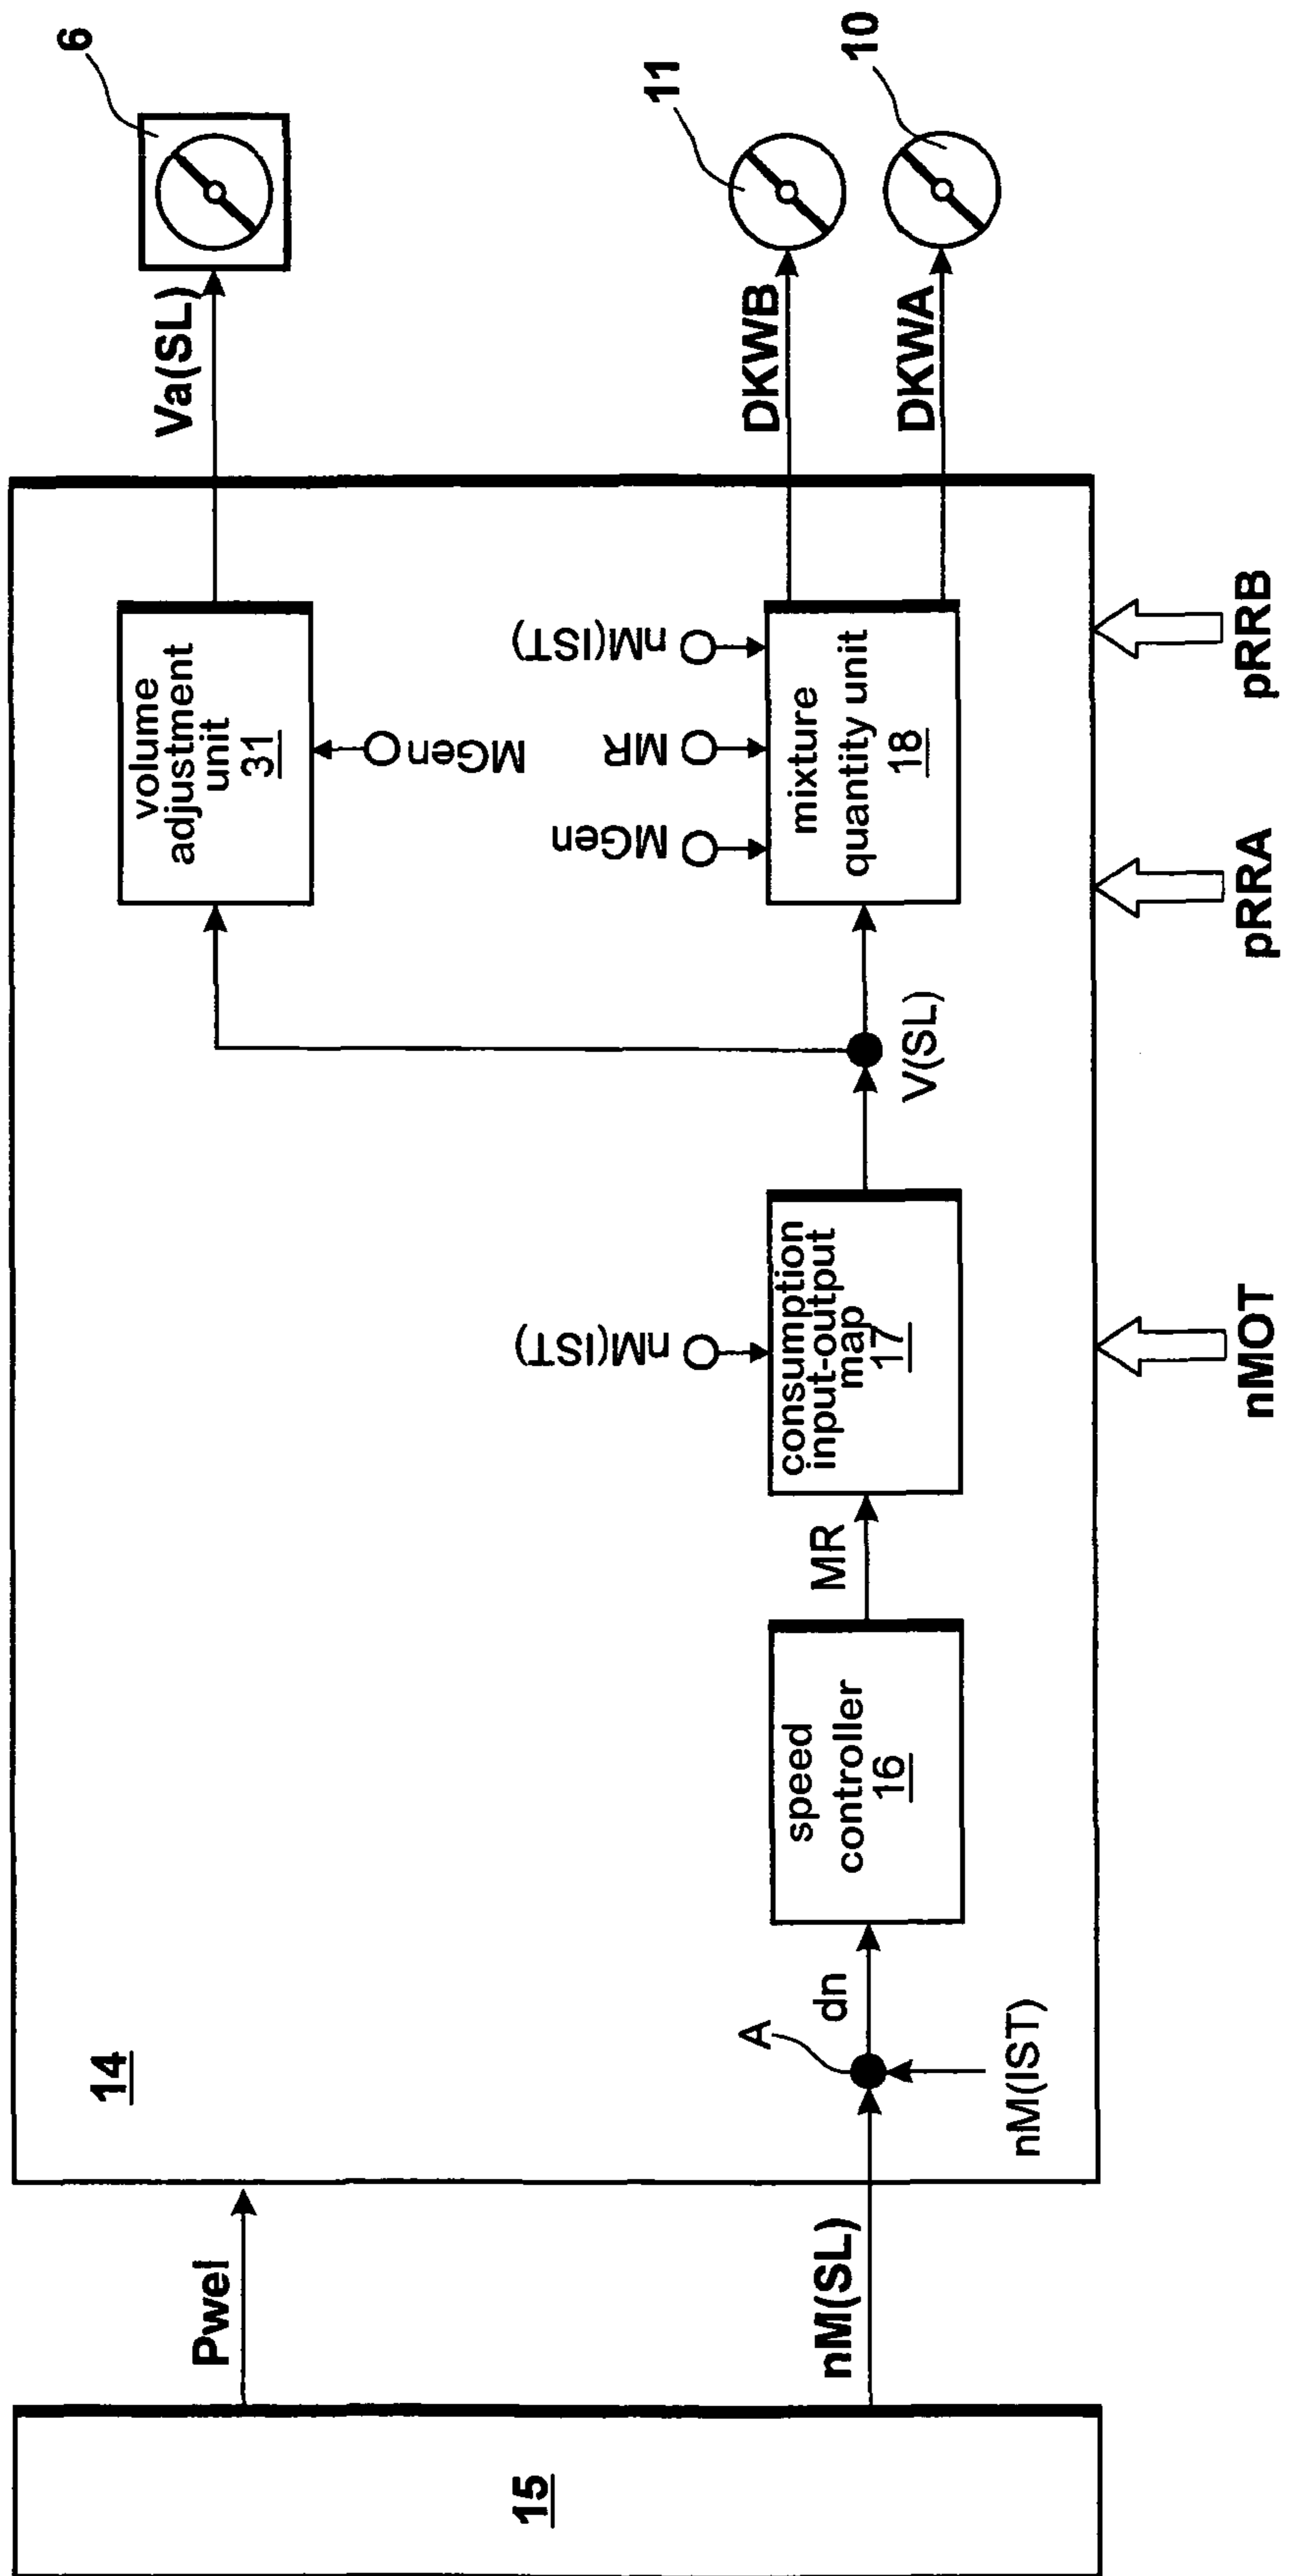 15
Pwel
nM(SL)
14
A
dn
nM(IST)
speed
controller
16
MR
nM(IST)
consumption
input-output
map
17
V(SL)
volume
adjustment
unit
31
MGen
MGen
MR
nM(IST)
mixture
quantity unit
18
Va(SL)
6
DKWB
11
DKWA
10
nMOT
pRRA
pRRB